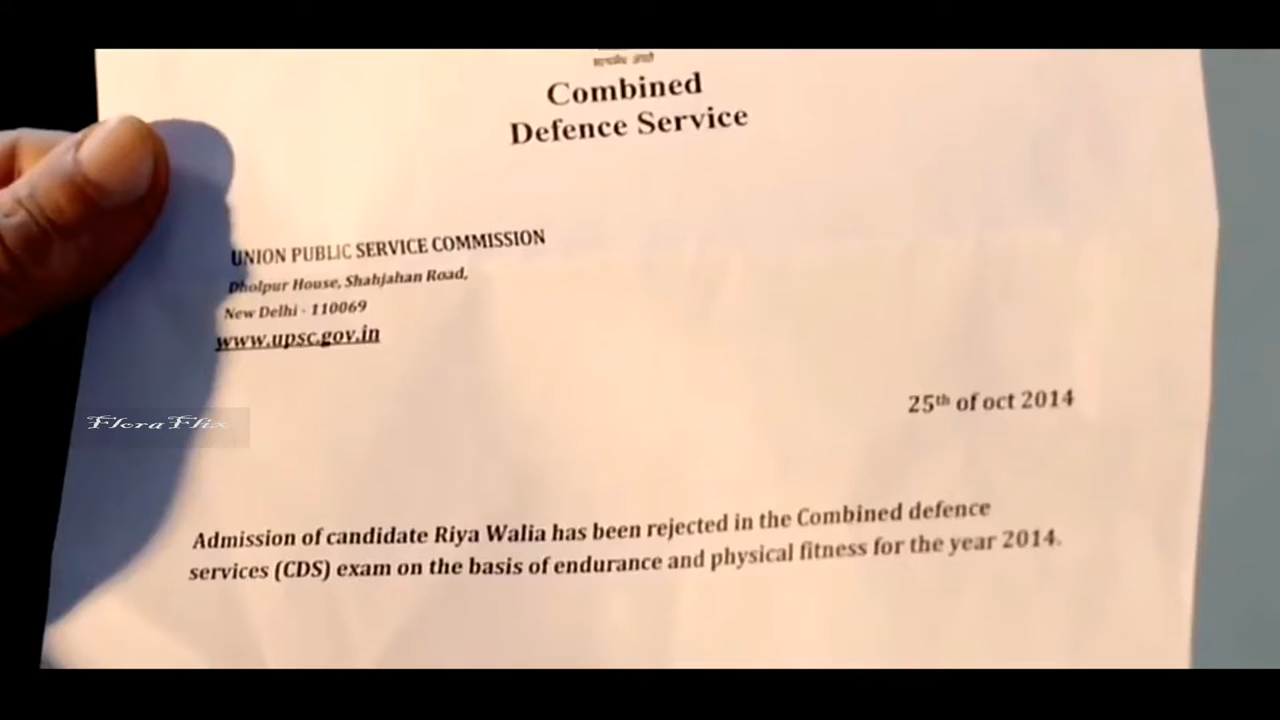 Combined
Defence Service
UNION PUBLIC SERVICE COMMISSION
Dholpur House, Shahjahan Road,
New Delhi - 110069
www.upsc.gov.in
25th of oct 2014
FloraFlix
Admission of candidate Riya Walia has been rejected in the Combined defence
services (CDS) exam on the basis of endurance and physical fitness for the year 2014.